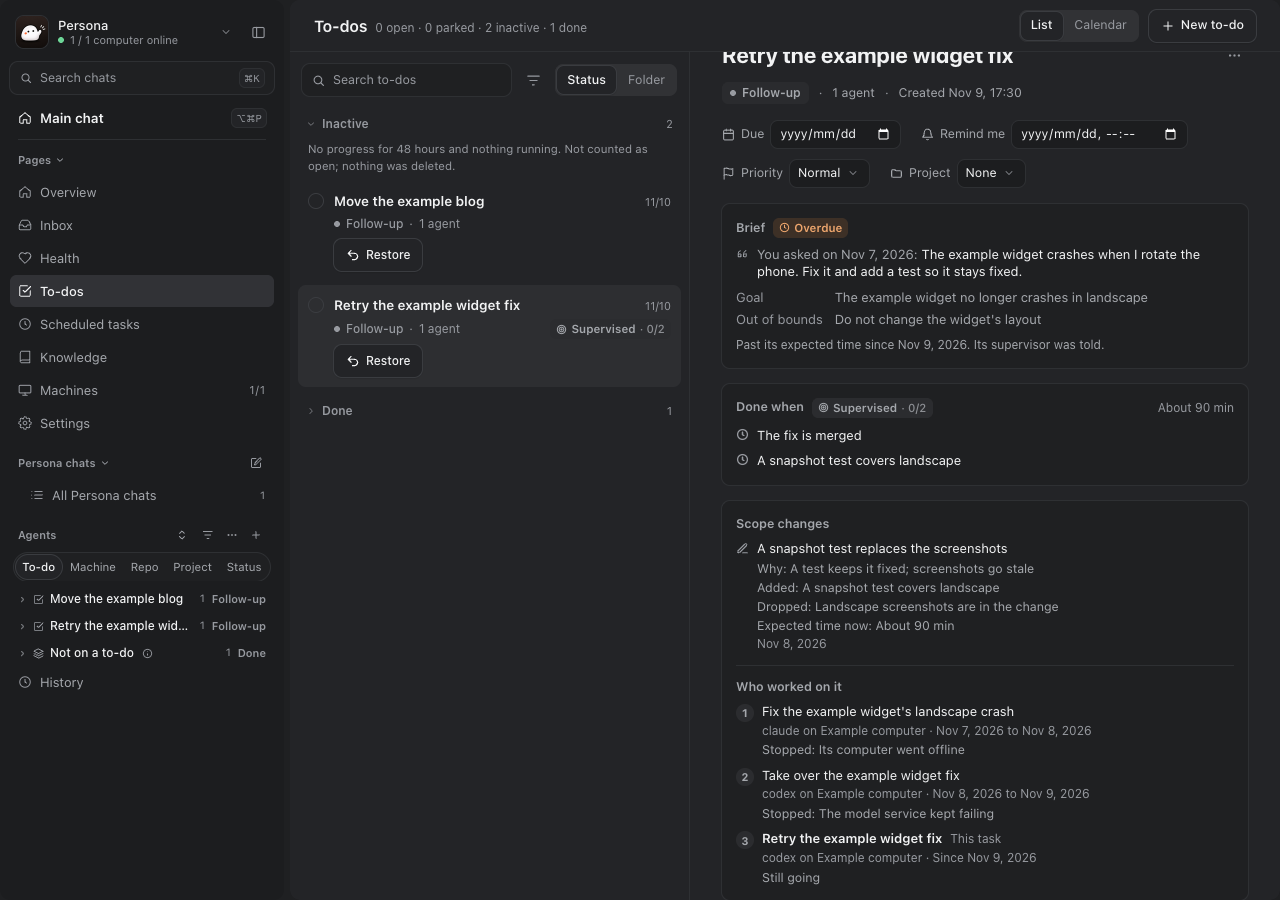 Persona
1 / 1 computer online
Search chats
⌘K
Main chat
⌥⌘P
Pages
Overview
Inbox
Health
To-dos
Scheduled tasks
Knowledge
Machines
1/1
Settings
Persona chats
All Persona chats
1
Agents
To-do Machine Repo Project Status
Move the example blog 1 Follow-up
Retry the example wid... 1 Follow-up
Not on a to-do 1 Done
History
To-dos 0 open · 0 parked · 2 inactive · 1 done
List Calendar
New to-do
Search to-dos
Status Folder
Inactive 2
No progress for 48 hours and nothing running. Not counted as
open; nothing was deleted.
Move the example blog 11/10
Follow-up · 1 agent
Restore
Retry the example widget fix 11/10
Follow-up · 1 agent Supervised · 0/2
Restore
Done 1
Retry the example widget fix
Follow-up · 1 agent · Created Nov 9, 17:30
Due yyyy/mm/dd Remind me yyyy/mm/dd, --:--
Priority Normal Project None
Brief Overdue
You asked on Nov 7, 2026: The example widget crashes when I rotate the
phone. Fix it and add a test so it stays fixed.
Goal The example widget no longer crashes in landscape
Out of bounds Do not change the widget's layout
Past its expected time since Nov 9, 2026. Its supervisor was told.
Done when Supervised · 0/2 About 90 min
The fix is merged
A snapshot test covers landscape
Scope changes
A snapshot test replaces the screenshots
Why: A test keeps it fixed; screenshots go stale
Added: A snapshot test covers landscape
Dropped: Landscape screenshots are in the change
Expected time now: About 90 min
Nov 8, 2026
Who worked on it
1 Fix the example widget's landscape crash
claude on Example computer · Nov 7, 2026 to Nov 8, 2026
Stopped: Its computer went offline
2 Take over the example widget fix
codex on Example computer · Nov 8, 2026 to Nov 9, 2026
Stopped: The model service kept failing
3 Retry the example widget fix This task
codex on Example computer · Since Nov 9, 2026
Still going